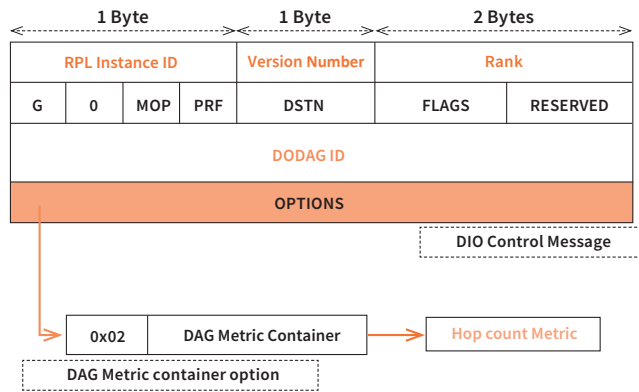 1 Byte 1 Byte 2 Bytes
RPL Instance ID Version Number Rank
G 0 MOP PRF DSTN FLAGS RESERVED
DODAG ID
OPTIONS
DIO Control Message
0x02 DAG Metric Container Hop count Metric
DAG Metric container option